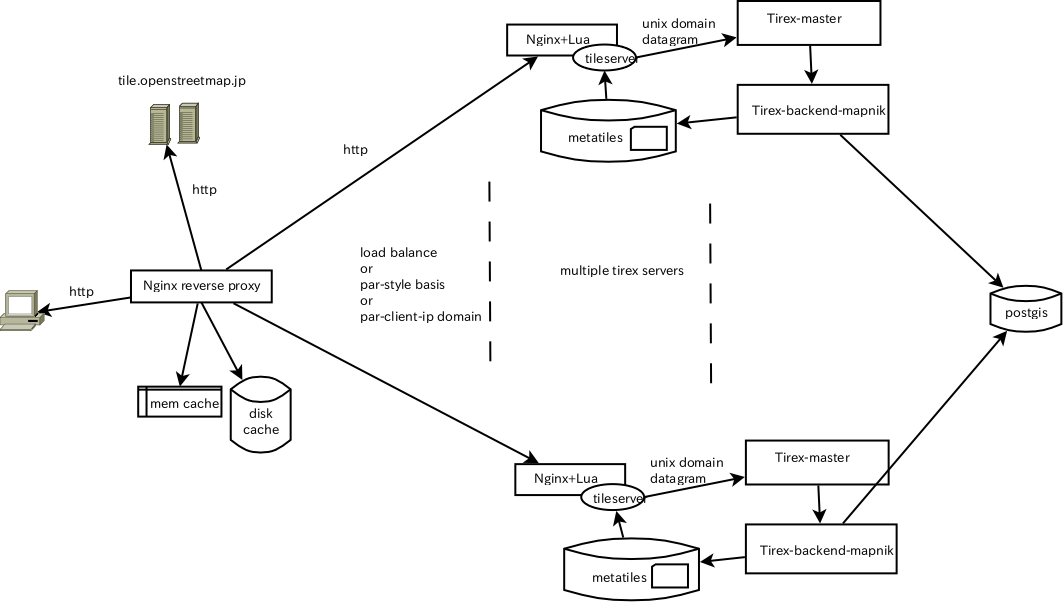 unix domain
datagram
Tirex-master
Nginx+Lua
tileserver
tile.openstreetmap.jp
metatiles
Tirex-backend-mapnik
http
http
load balance
or
par-style basis
or
par-client-ip domain
multiple tirex servers
Nginx reverse proxy
http
postgis
mem cache
disk
cache
unix domain
datagram
Tirex-master
Nginx+Lua
tileserver
metatiles
Tirex-backend-mapnik